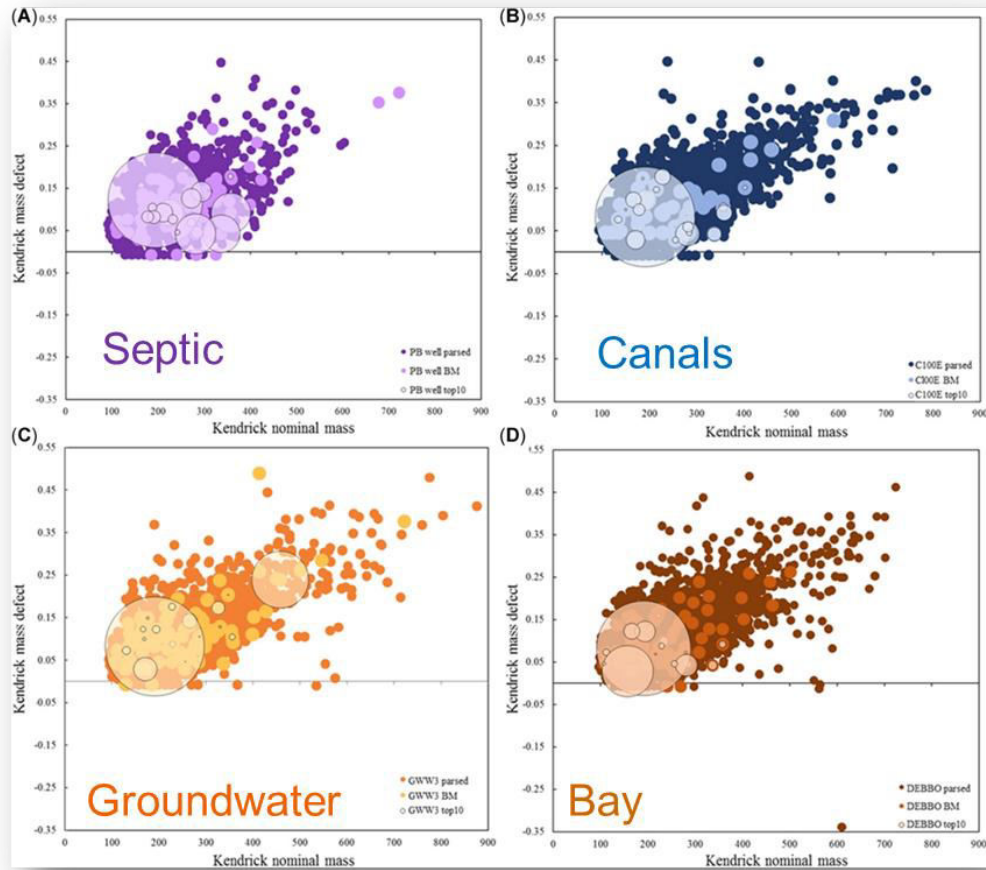 (A)
0.55
0.45
0.35
0.25
0.15
0.05
-0.05
-0.15
-0.25
-0.35
Kendrick mass defect
Septic
PB well parsed
PB well BM
PB well top10
0 100 200 300 400 500 600 700 800 900
Kendrick nominal mass
(B)
0.55
0.45
0.35
0.25
0.15
0.05
-0.05
-0.15
-0.25
-0.35
Kendrick mass defect
Canals
C100E parsed
C100E BM
C100E top10
0 100 200 300 400 500 600 700 800 900
Kendrick nominal mass
(C)
0.55
0.45
0.35
0.25
0.15
0.05
-0.05
-0.15
-0.25
-0.35
Kendrick mass defect
Groundwater
GWW3 parsed
GWW3 BM
GWW3 top10
0 100 200 300 400 500 600 700 800 900
Kendrick nominal mass
(D)
0.55
0.45
0.35
0.25
0.15
0.05
-0.05
-0.15
-0.25
-0.35
Kendrick mass defect
Bay
DEBBO parsed
DEBBO BM
DEBBO top10
0 100 200 300 400 500 600 700 800 900
Kendrick nominal mass